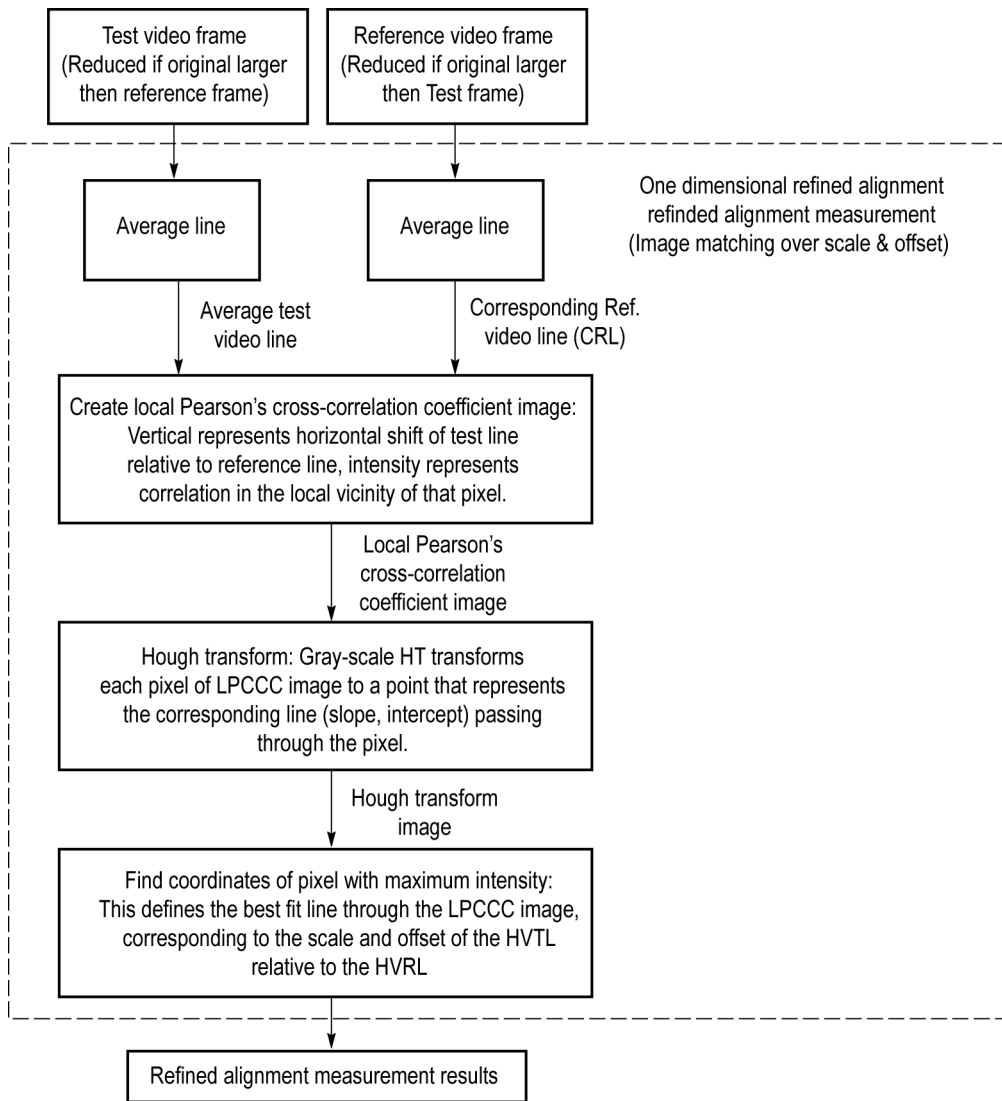 Test video frame
(Reduced if original larger
then reference frame)
Reference video frame
(Reduced if original larger
then Test frame)
One dimensional refined alignment
refinded alignment measurement
(Image matching over scale & offset)
Average line
Average line
Average test
video line
Corresponding Ref.
video line (CRL)
Create local Pearson’s cross-correlation coefficient image:
Vertical represents horizontal shift of test line
relative to reference line, intensity represents
correlation in the local vicinity of that pixel.
Local Pearson’s
cross-correlation
coefficient image
Hough transform: Gray-scale HT transforms
each pixel of LPCCC image to a point that represents
the corresponding line (slope, intercept) passing
through the pixel.
Hough transform
image
Find coordinates of pixel with maximum intensity:
This defines the best fit line through the LPCCC image,
corresponding to the scale and offset of the HVTL
relative to the HVRL
Refined alignment measurement results